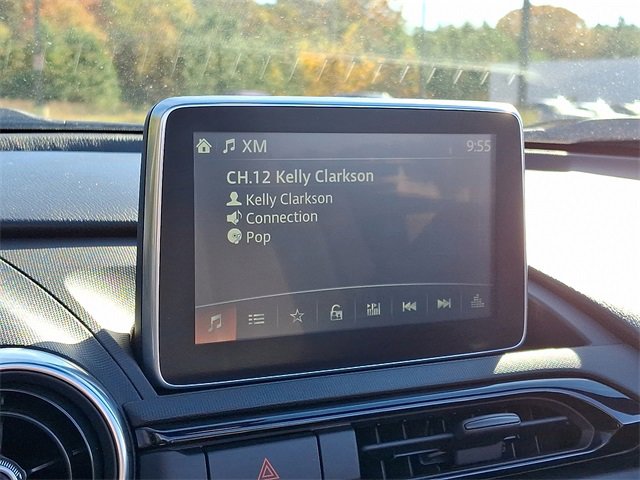 XM 9:55
CH.12 Kelly Clarkson
Kelly Clarkson
Connection
Pop